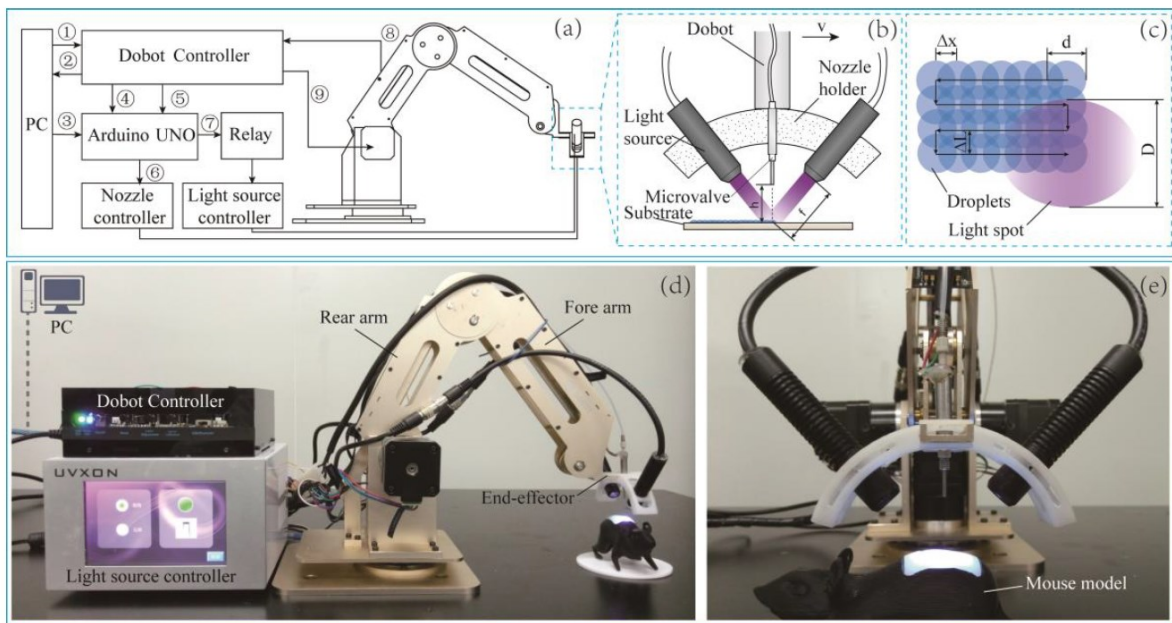 (a)
①
②
③
④
⑤
⑥
⑦
⑧
⑨
PC
Dobot Controller
Arduino UNO
Relay
Nozzle
controller
Light source
controller
(b)
Dobot
v
Nozzle
holder
Light
source
Microvalve
Substrate
h
f
(c)
Δx
d
ΔL
D
Droplets
Light spot
(d)
PC
Rear arm
Fore arm
Dobot Controller
UVXON
End-effector
Light source controller
(e)
Mouse model